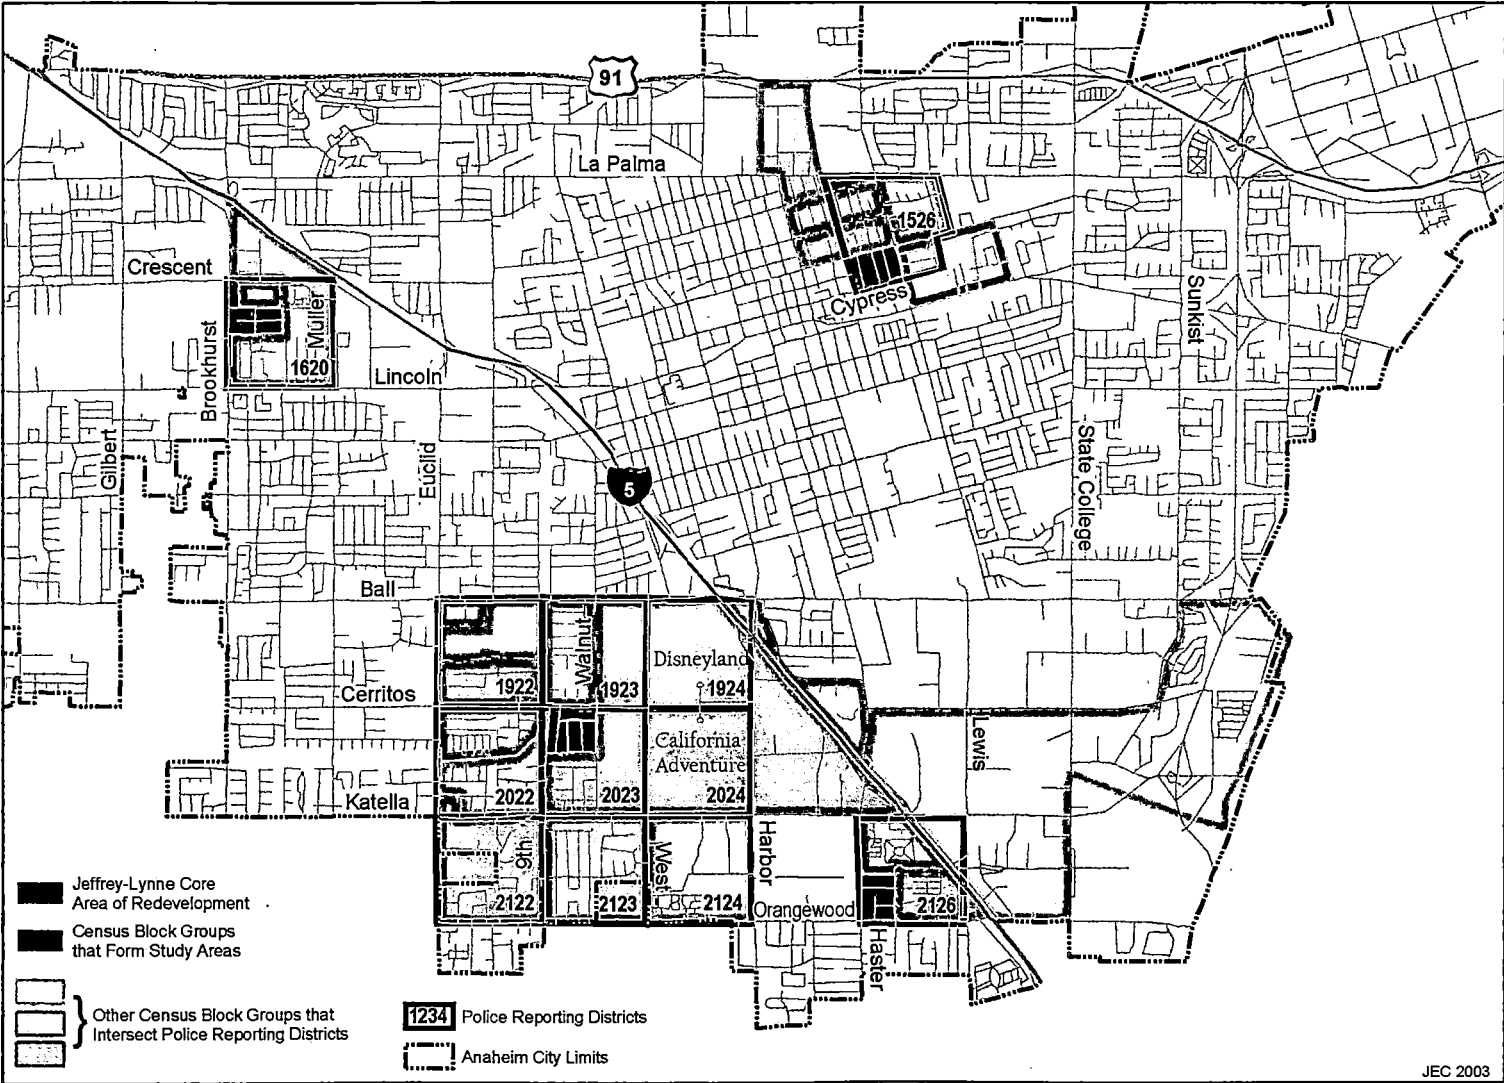 91
La Palma
1526
Crescent
Cypress
Sunkist
Muller
Brookhurst
1620
Lincoln
Gilbert
Euclid
State College
5
Ball
Walnut
Disneyland
Cerritos
1922
1923
1924
Lewis
California
Adventure
Katella
2022
2023
2024
9th
West
Harbor
2122
2123
2124
Orangewood
2126
Haster
Jeffrey-Lynne Core
Area of Redevelopment
Census Block Groups
that Form Study Areas
Other Census Block Groups that
Intersect Police Reporting Districts
1234 Police Reporting Districts
Anaheim City Limits
JEC 2003